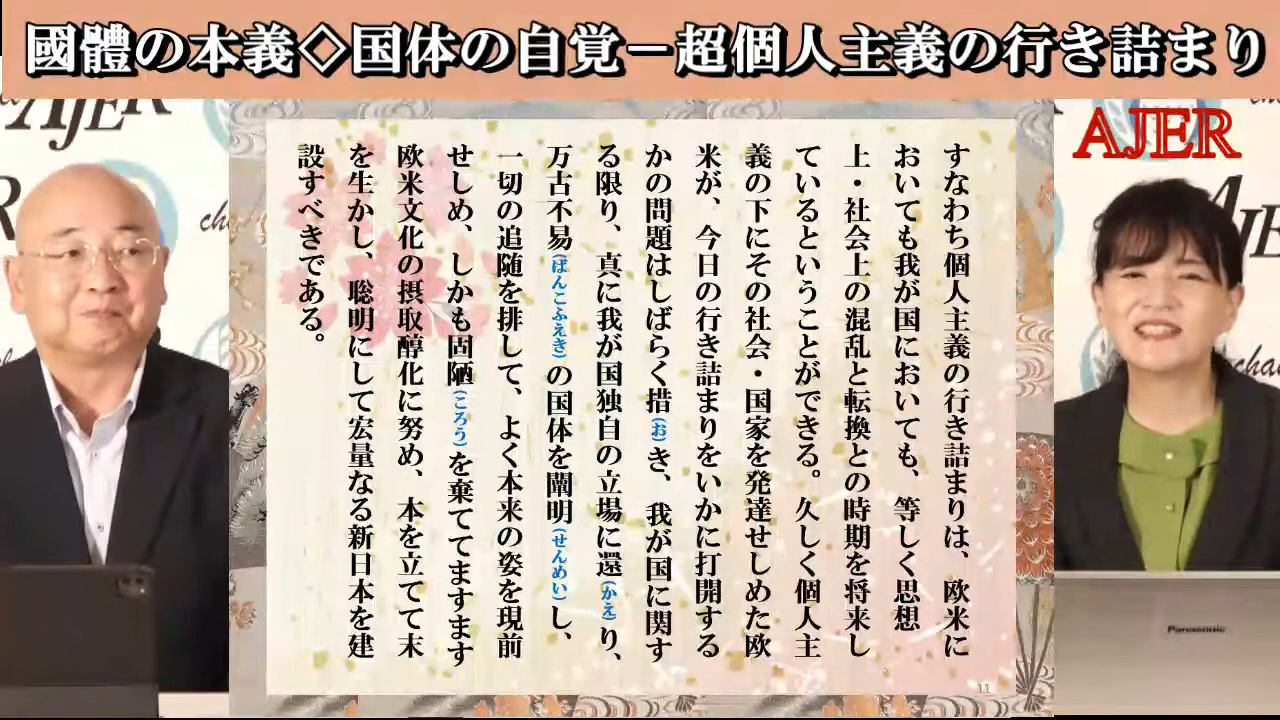 國體の本義◇国体の自覚－超個人主義の行き詰まり
AJER
すなわち個人主義の行き詰まりは、欧米に
おいても我が国においても、等しく思想
上・社会上の混乱と転換との時期を将来し
ているということができる。久しく個人主
義の下にその社会・国家を発達せしめた欧
米が、今日の行き詰まりをいかに打開する
かの問題はしばらく措(お)き、我が国に関す
る限り、真に我が国独自の立場に還(かえ)り、
万古不易(ばんこふえき)の国体を闡明(せんめい)し、
一切の追随を排して、よく本来の姿を現前
せしめ、しかも固陋(ころう)を棄ててますます
欧米文化の摂取醇化に努め、本を立てて末
を生かし、聡明にして宏量なる新日本を建
設すべきである。
11
AJER
R
Panasonic